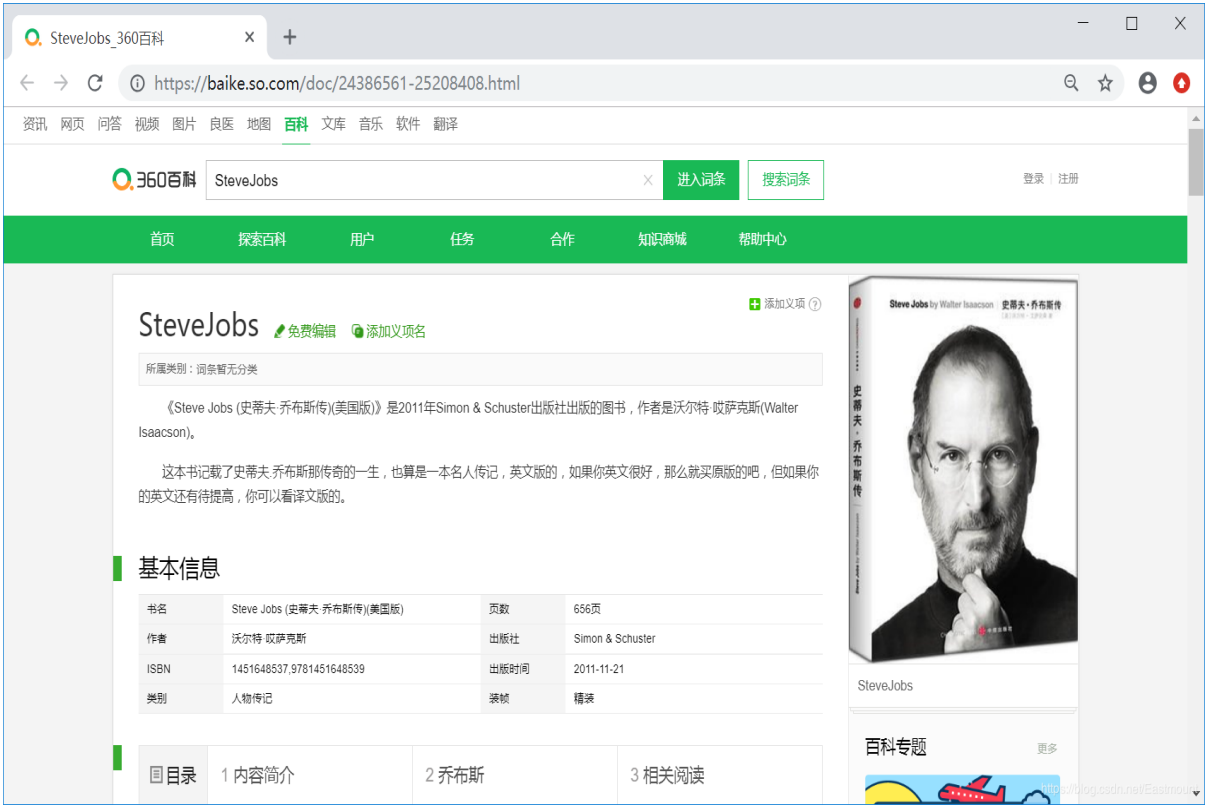 SteveJobs_360百科
https://baike.so.com/doc/24386561-25208408.html
资讯 网页 问答 视频 图片 良医 地图 百科 文库 音乐 软件 翻译
360百科 SteveJobs 进入词条 搜索词条 登录 注册
首页 探索百科 用户 任务 合作 知识商城 帮助中心
添加义项 ?
SteveJobs 免费编辑 添加义项名
所属类别：词条暂无分类
《Steve Jobs (史蒂夫·乔布斯传)(美国版)》是2011年Simon & Schuster出版社出版的图书，作者是沃尔特·哎萨克斯(Walter
Isaacson)。
这本书记载了史蒂夫.乔布斯那传奇的一生，也算是一本名人传记，英文版的，如果你英文很好，那么就买原版的吧，但如果你
的英文还有待提高，你可以看译文版的。
基本信息
书名 Steve Jobs (史蒂夫·乔布斯传)(美国版) 页数 656页
作者 沃尔特·哎萨克斯 出版社 Simon & Schuster
ISBN 1451648537,9781451648539 出版时间 2011-11-21
类别 人物传记 装帧 精装
目录 1 内容简介 2 乔布斯 3 相关阅读
Steve Jobs by Walter Isaacson 史蒂夫·乔布斯传
史蒂夫·乔布斯传
SteveJobs
百科专题 更多
https://blog.csdn.net/Eastmount